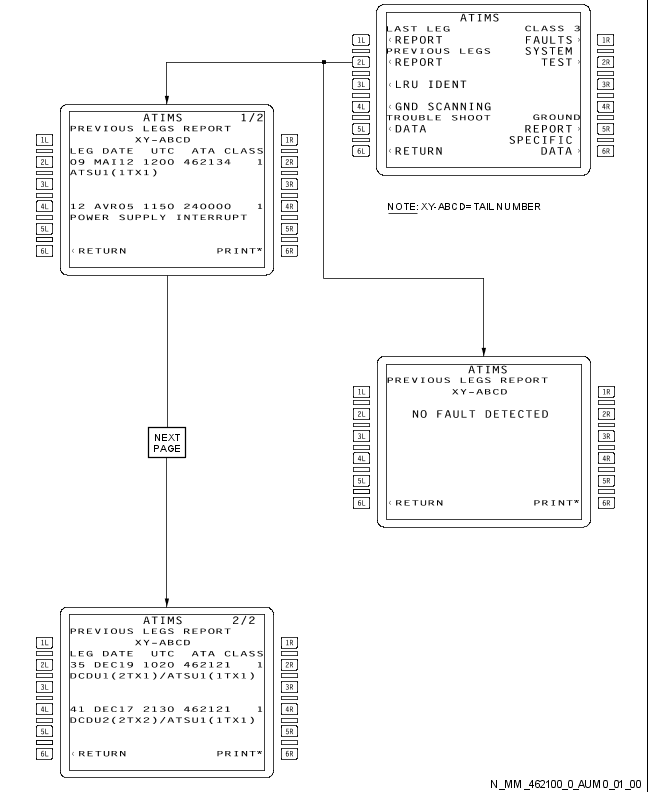 ATIMS
LAST LEG CLASS 3
1L ‹REPORT FAULTS› 1R
PREVIOUS LEGS SYSTEM
2L ‹REPORT TEST› 2R
3L ‹LRU IDENT 3R
4L ‹GND SCANNING 4R
TROUBLE SHOOT GROUND
5L ‹DATA REPORT› 5R
SPECIFIC
6L ‹RETURN DATA› 6R
NOTE: XY-ABCD=TAIL NUMBER
ATIMS 1/2
PREVIOUS LEGS REPORT
1L XY-ABCD 1R
LEG DATE UTC ATA CLASS
2L 09 MAI12 1200 462134 1 2R
ATSU1(1TX1)
3L 3R
4L 12 AVR05 1150 240000 1 4R
POWER SUPPLY INTERRUPT
5L 5R
6L ‹RETURN PRINT* 6R
ATIMS
PREVIOUS LEGS REPORT
1L XY-ABCD 1R
2L NO FAULT DETECTED 2R
3L 3R
4L 4R
5L 5R
6L ‹RETURN PRINT* 6R
NEXT
PAGE
ATIMS 2/2
PREVIOUS LEGS REPORT
1L XY-ABCD 1R
LEG DATE UTC ATA CLASS
2L 35 DEC19 1020 462121 1 2R
DCDU1(2TX1)/ATSU1(1TX1)
3L 3R
4L 41 DEC17 2130 462121 1 4R
DCDU2(2TX2)/ATSU1(1TX1)
5L 5R
6L ‹RETURN PRINT* 6R
N_MM_462100_0_AUM0_01_00